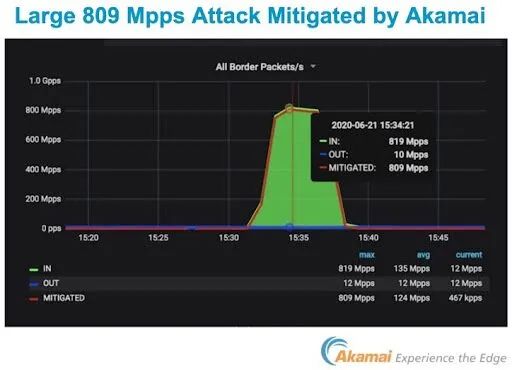 Large 809 Mpps Attack Mitigated by Akamai
All Border Packets/s
1.0 Gpps
800 Mpps
600 Mpps
400 Mpps
200 Mpps
0 pps
2020-06-21 15:34:21
IN: 819 Mpps
OUT: 10 Mpps
MITIGATED: 809 Mpps
15:20 15:25 15:30 15:35 15:40 15:45
max avg current
IN 819 Mpps 135 Mpps 12 Mpps
OUT 12 Mpps 12 Mpps 12 Mpps
MITIGATED 809 Mpps 124 Mpps 467 kpps
Akamai Experience the Edge